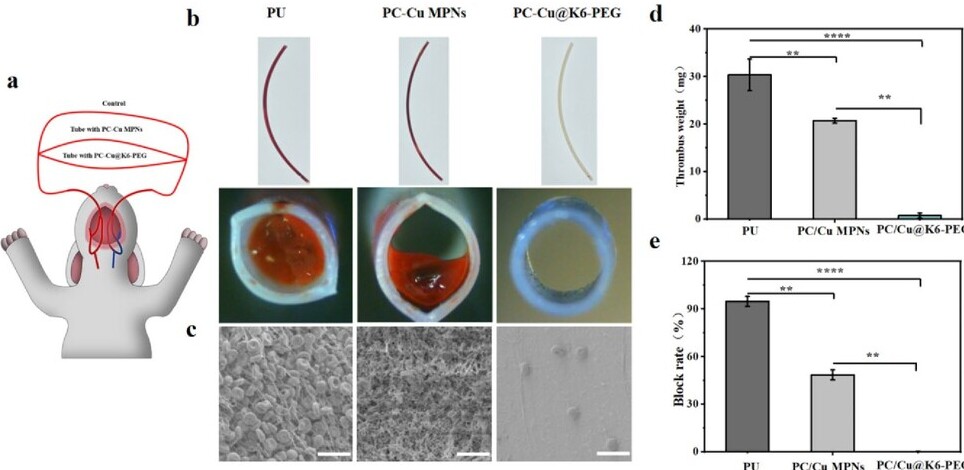 a
Control
Tube with PC-Cu MPNs
Tube with PC-Cu@K6-PEG
b
PU PC-Cu MPNs PC-Cu@K6-PEG
c
d
Thrombus weight（mg）
40
30
20
10
0
****
**
**
PU PC/Cu MPNs PC/Cu@K6-PEG
e
Block rate（%）
120
90
60
30
0
****
**
**
PU PC/Cu MPNs PC/Cu@K6-PEG